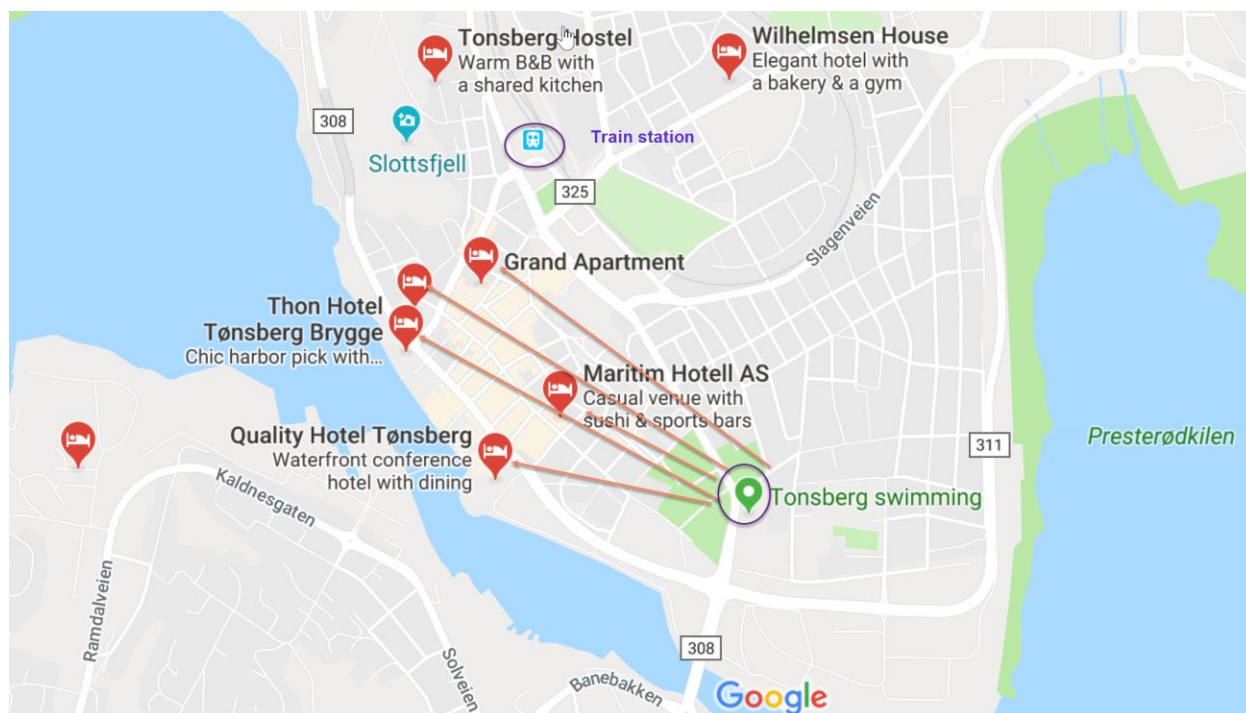 Tonsberg Hostel
Warm B&B with
a shared kitchen
Wilhelmsen House
Elegant hotel with
a bakery & a gym
308
Train station
Slottsfjell
325
Slagenveien
Grand Apartment
Thon Hotel
Tønsberg Brygge
Chic harbor pick with...
Maritim Hotell AS
Casual venue with
sushi & sports bars
Quality Hotel Tønsberg
Waterfront conference
hotel with dining
311
Presterødkilen
Kaldnesgaten
Tonsberg swimming
Ramdalveien
Solveien
308
Banebakken
Google